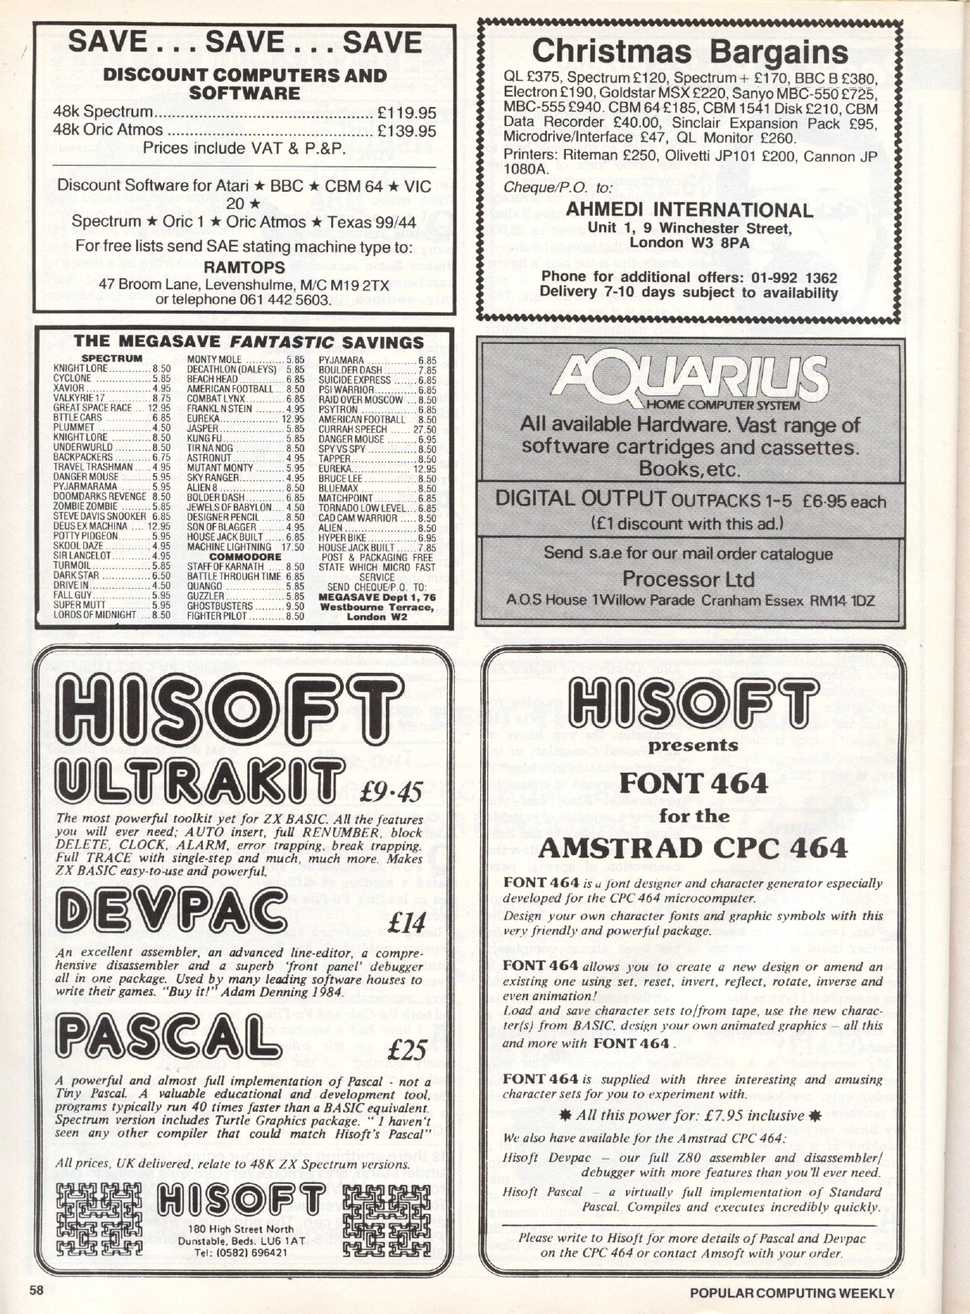 SAVE . . . SAVE . . . SAVE
DISCOUNT COMPUTERS AND
SOFTWARE
48k Spectrum................................................ £119.95
48k Oric Atmos ............................................. £139.95
Prices include VAT & P.&P.
Discount Software for Atari ★ BBC ★ CBM 64 ★ VIC
20 ★
Spectrum ★ Oric 1 ★ Oric Atmos ★ Texas 99/44
For free lists send SAE stating machine type to:
RAMTOPS
47 Broom Lane, Levenshulme, M/C M19 2TX
or telephone 061 442 5603.
Christmas Bargains
QL £375, Spectrum £120, Spectrum + £170, BBC B £380,
Electron £190, Goldstar MSX £220, Sanyo MBC-550 £725,
MBC-555 £940. CBM 64 £185, CBM 1541 Disk £210, CBM
Data Recorder £40.00, Sinclair Expansion Pack £95,
Microdrive/Interface £47, QL Monitor £260.
Printers: Riteman £250, Olivetti JP101 £200, Cannon JP
1080A.
Cheque/P.O. to:
AHMEDI INTERNATIONAL
Unit 1, 9 Winchester Street,
London W3 8PA
Phone for additional offers: 01-992 1362
Delivery 7-10 days subject to availability
THE MEGASAVE FANTASTIC SAVINGS
SPECTRUM
KNIGHT LORE ........... 8.50
CYCLONE ........... 5.85
XAVIOR ........... 4.95
VALKYRIE 17 ........... 8.75
GREAT SPACE RACE ... 12.95
BTTLE CARS ........... 6.85
PLUMMET ........... 4.50
KNIGHT LORE ........... 8.50
UNDERWURLD ........... 8.50
BACKPACKERS ........... 6.75
TRAVEL TRASHMAN .... 4.95
DANGER MOUSE ........ 5.95
PYJARMARAMA ........ 5.95
DOOMDARKS REVENGE 8.50
ZOMBIE ZOMBIE ........ 5.85
STEVE DAVIS SNOOKER 6.85
DEUS EX MACHINA .... 12.95
POTTY PIDGEON ........ 5.95
SKOOL DAZE ........... 4.95
SIR LANCELOT ........... 4.95
TURMOIL ........... 5.85
DARK STAR ........... 6.50
DRIVE IN ........... 4.50
FALL GUY ........... 5.95
SUPER MUTT ........... 5.95
LORDS OF MIDNIGHT ... 8.50
MONTY MOLE ........... 5.85
DECATHLON (DALEYS) 5.85
BEACH HEAD ........... 6.85
AMERICAN FOOTBALL .. 8.50
COMBAT LYNX ........... 6.85
FRANKL N STEIN ........ 4.95
EUREKA ........... 12.95
JASPER ........... 5.85
KUNG FU ........... 5.85
TIR NA NOG ........... 8.50
ASTRONUT ........... 4.95
MUTANT MONTY ........ 5.95
SKY RANGER ........... 4.95
ALIEN 8 ........... 8.50
BOLDER DASH ........... 6.85
JEWELS OF BABYLON ... 4.50
DESIGNER PENCIL ...... 8.50
SON OF BLAGGER ...... 4.95
HOUSE JACK BUILT ...... 6.85
MACHINE LIGHTNING 17.50
COMMODORE
STAFF OF KARNATH .... 8.50
BATTLE THROUGH TIME 6.85
QUANGO ........... 5.85
GUZZLER ........... 5.85
GHOSTBUSTERS ........ 9.50
FIGHTER PILOT .......... 8.50
PYJAMARA ........... 6.85
BOULDER DASH ........ 7.85
SUICIDE EXPRESS ...... 6.85
PSI WARRIOR ........... 6.85
RAID OVER MOSCOW ... 8.50
PSYTRON ........... 6.85
AMERICAN FOOTBALL 8.50
CURRAH SPEECH ...... 27.50
DANGER MOUSE ........ 6.95
SPY VS SPY ........... 8.50
TAPPER ........... 8.50
EUREKA ........... 12.95
BRUCE LEE ........... 8.50
BLUE MAX ........... 8.50
MATCHPOINT ........... 6.85
TORNADO LOW LEVEL .. 6.85
CAD CAM WARRIOR .... 8.50
ALIEN ........... 8.50
HYPER BIKE ........... 6.95
HOUSE JACK BUILT ...... 7.85
POST & PACKAGING FREE
STATE WHICH MICRO FAST
SERVICE
SEND CHEQUE/P.O. TO:
MEGASAVE Dept 1, 76
Westbourne Terrace,
London W2
AQUARIUS
HOME COMPUTER SYSTEM
All available Hardware. Vast range of
software cartridges and cassettes.
Books, etc.
DIGITAL OUTPUT OUTPACKS 1-5 £6·95 each
(£1 discount with this ad.)
Send s.a.e for our mail order catalogue
Processor Ltd
A.O.S House 1 Willow Parade Cranham Essex RM14 1DZ
HISOFT
ULTRAKIT £9·45
The most powerful toolkit yet for ZX BASIC. All the features
you will ever need; AUTO insert, full RENUMBER, block
DELETE, CLOCK, ALARM, error trapping, break trapping.
Full TRACE with single-step and much, much more. Makes
ZX BASIC easy-to-use and powerful.
DEVPAC £14
An excellent assembler, an advanced line-editor, a compre-
hensive disassembler and a superb 'front panel' debugger
all in one package. Used by many leading software houses to
write their games. "Buy it!" Adam Denning 1984.
PASCAL £25
A powerful and almost full implementation of Pascal - not a
Tiny Pascal. A valuable educational and development tool,
programs typically run 40 times faster than a BASIC equivalent.
Spectrum version includes Turtle Graphics package. " I haven't
seen any other compiler that could match Hisoft's Pascal"
All prices, UK delivered, relate to 48K ZX Spectrum versions.
HISOFT
180 High Street North
Dunstable, Beds. LU6 1AT
Tel: (0582) 696421
HISOFT
presents
FONT 464
for the
AMSTRAD CPC 464
FONT 464 is a font designer and character generator especially
developed for the CPC 464 microcomputer.
Design your own character fonts and graphic symbols with this
very friendly and powerful package.
FONT 464 allows you to create a new design or amend an
existing one using set, reset, invert, reflect, rotate, inverse and
even animation!
Load and save character sets to/from tape, use the new charac-
ter(s) from BASIC, design your own animated graphics – all this
and more with FONT 464 .
FONT 464 is supplied with three interesting and amusing
character sets for you to experiment with.
✸ All this power for: £7.95 inclusive ✸
We also have available for the Amstrad CPC 464:
Hisoft Devpac – our full Z80 assembler and disassembler/
debugger with more features than you'll ever need.
Hisoft Pascal – a virtually full implementation of Standard
Pascal. Compiles and executes incredibly quickly.
Please write to Hisoft for more details of Pascal and Devpac
on the CPC 464 or contact Amsoft with your order.
58
POPULAR COMPUTING WEEKLY